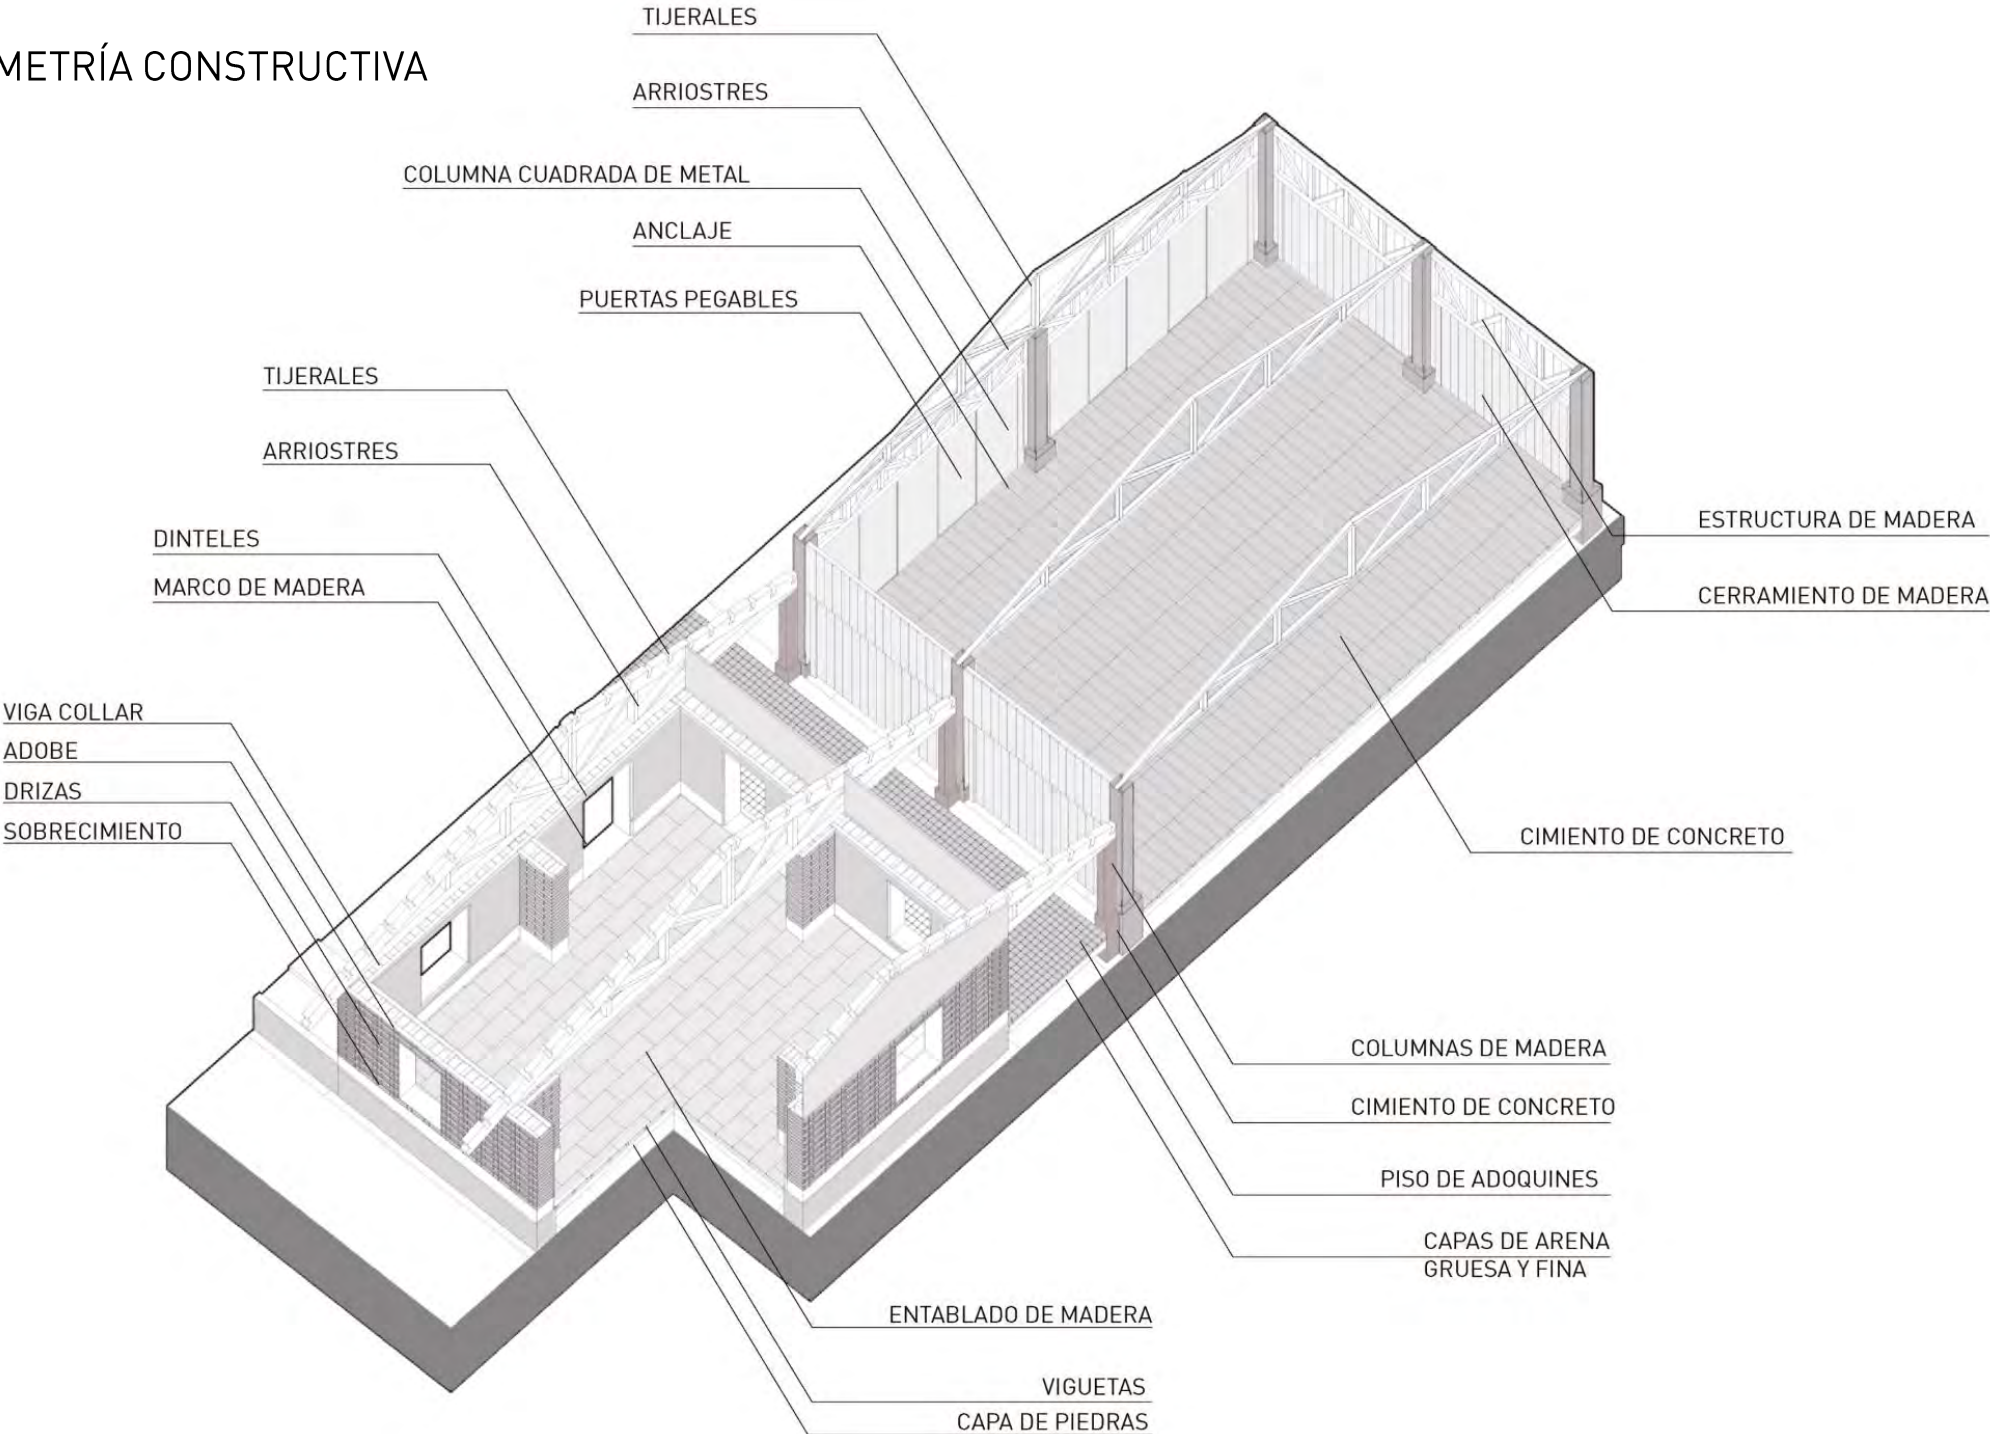 METRÍA CONSTRUCTIVA
TIJERALES
ARRIOSTRES
COLUMNA CUADRADA DE METAL
ANCLAJE
PUERTAS PEGABLES
TIJERALES
ARRIOSTRES
DINTELES
MARCO DE MADERA
VIGA COLLAR
ADOBE
DRIZAS
SOBRECIMIENTO
ESTRUCTURA DE MADERA
CERRAMIENTO DE MADERA
CIMIENTO DE CONCRETO
COLUMNAS DE MADERA
CIMIENTO DE CONCRETO
PISO DE ADOQUINES
CAPAS DE ARENA
GRUESA Y FINA
ENTABLADO DE MADERA
VIGUETAS
CAPA DE PIEDRAS